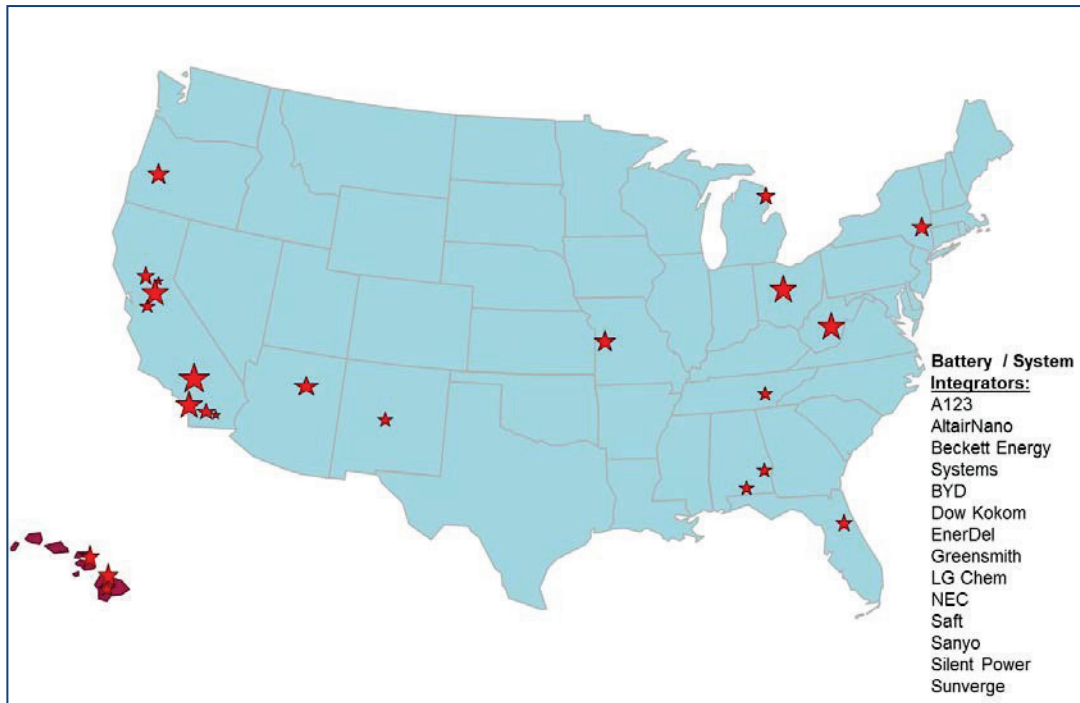 Battery / System
Integrators:
A123
AltairNano
Beckett Energy
Systems
BYD
Dow Kokom
EnerDel
Greensmith
LG Chem
NEC
Saft
Sanyo
Silent Power
Sunverge